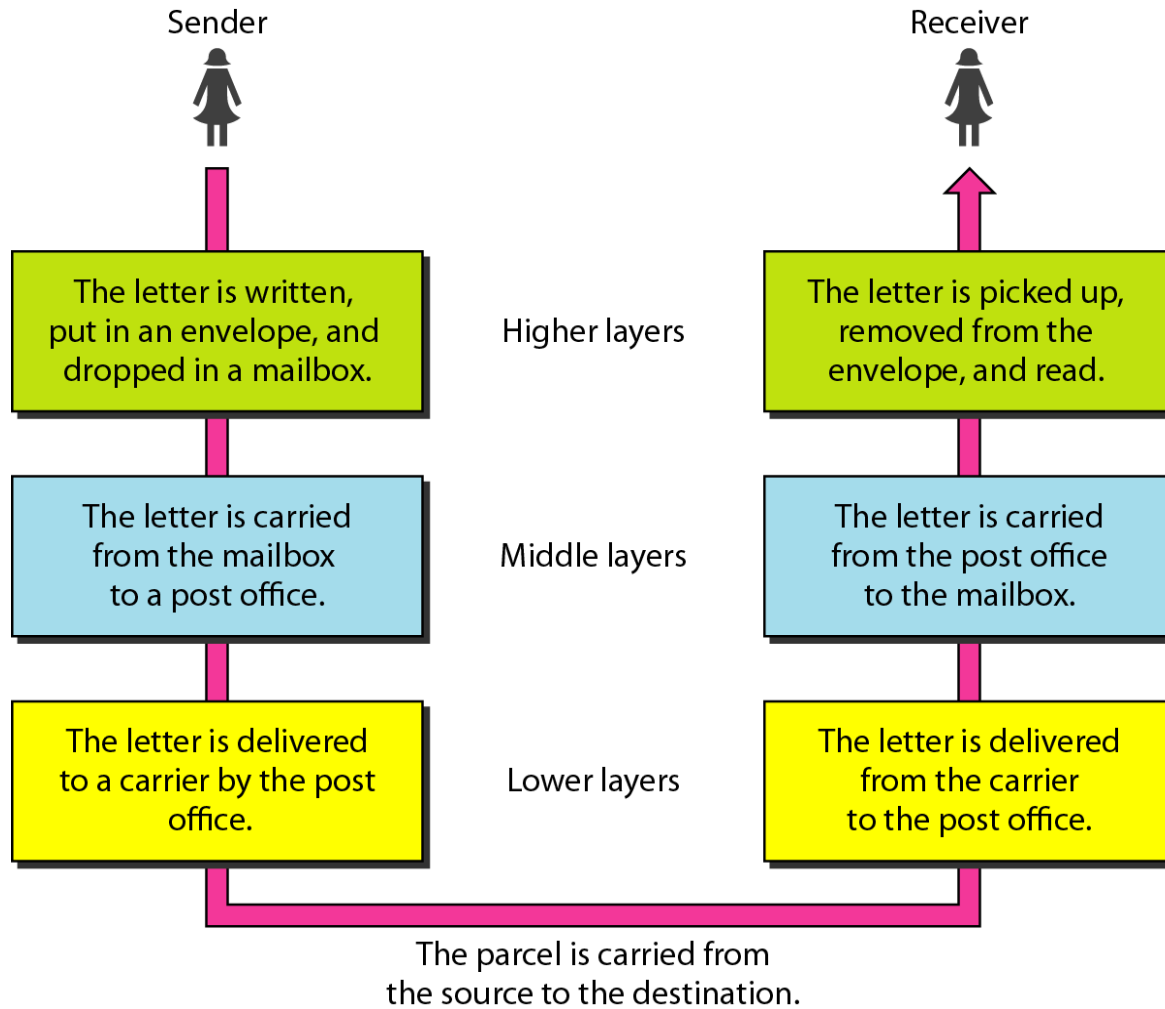 Sender
Receiver
The letter is written,
put in an envelope, and
dropped in a mailbox.
Higher layers
The letter is picked up,
removed from the
envelope, and read.
The letter is carried
from the mailbox
to a post office.
Middle layers
The letter is carried
from the post office
to the mailbox.
The letter is delivered
to a carrier by the post
office.
Lower layers
The letter is delivered
from the carrier
to the post office.
The parcel is carried from
the source to the destination.